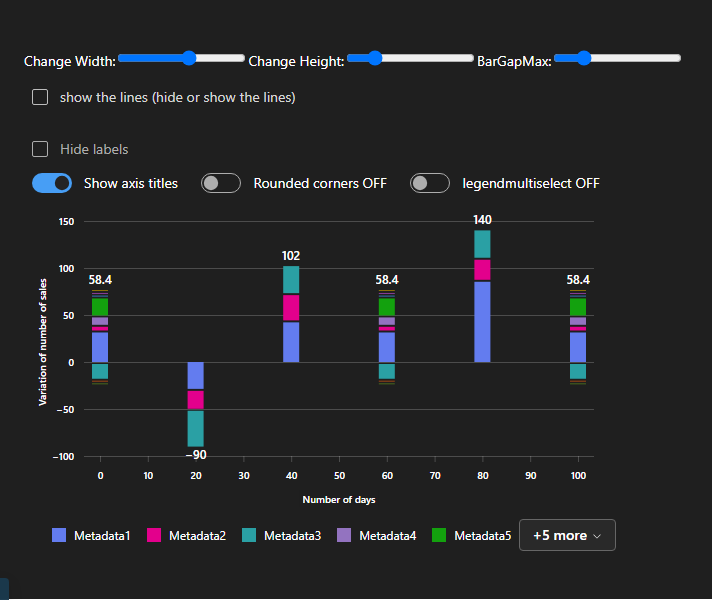 Change Width: Change Height: BarGapMax:
show the lines (hide or show the lines)
Hide labels
Show axis titles Rounded corners OFF legendmultiselect OFF
150
100
50
0
−50
−100
Variation of number of sales
58.4
−90
102
58.4
140
58.4
0 10 20 30 40 50 60 70 80 90 100
Number of days
Metadata1 Metadata2 Metadata3 Metadata4 Metadata5 +5 more